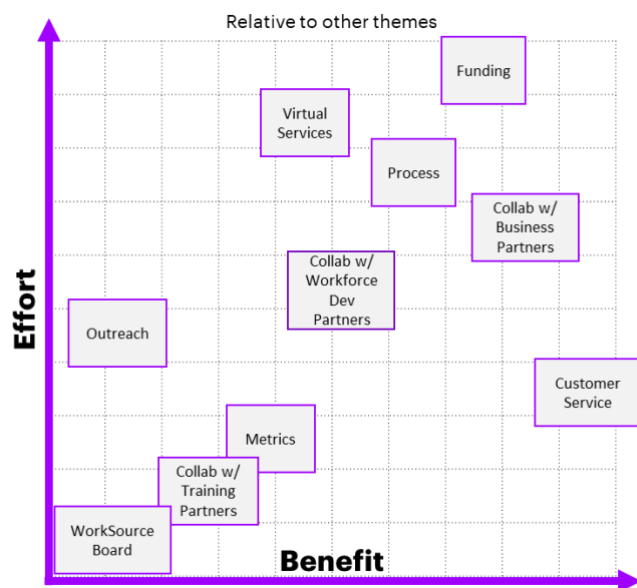 Relative to other themes
Funding
Virtual
Services
Process
Collab w/
Business
Partners
Collab w/
Workforce
Dev
Partners
Outreach
Effort
Customer
Service
Metrics
Collab w/
Training
Partners
WorkSource
Board
Benefit